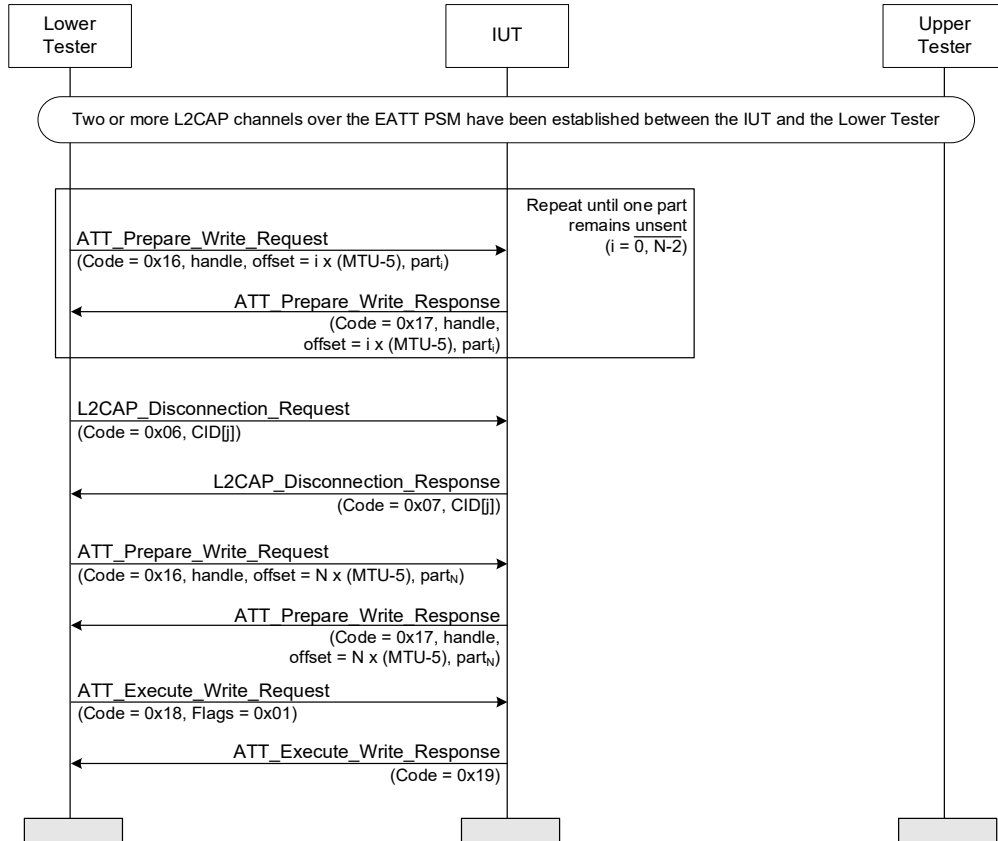 Lower
Tester
IUT
Upper
Tester
Two or more L2CAP channels over the EATT PSM have been established between the IUT and the Lower Tester
Repeat until one part
remains unsent
(i = 0, N-2)
ATT_Prepare_Write_Request
(Code = 0x16, handle, offset = i x (MTU-5), partᵢ)
ATT_Prepare_Write_Response
(Code = 0x17, handle,
offset = i x (MTU-5), partᵢ)
L2CAP_Disconnection_Request
(Code = 0x06, CID[j])
L2CAP_Disconnection_Response
(Code = 0x07, CID[j])
ATT_Prepare_Write_Request
(Code = 0x16, handle, offset = N x (MTU-5), part_N)
ATT_Prepare_Write_Response
(Code = 0x17, handle,
offset = N x (MTU-5), part_N)
ATT_Execute_Write_Request
(Code = 0x18, Flags = 0x01)
ATT_Execute_Write_Response
(Code = 0x19)